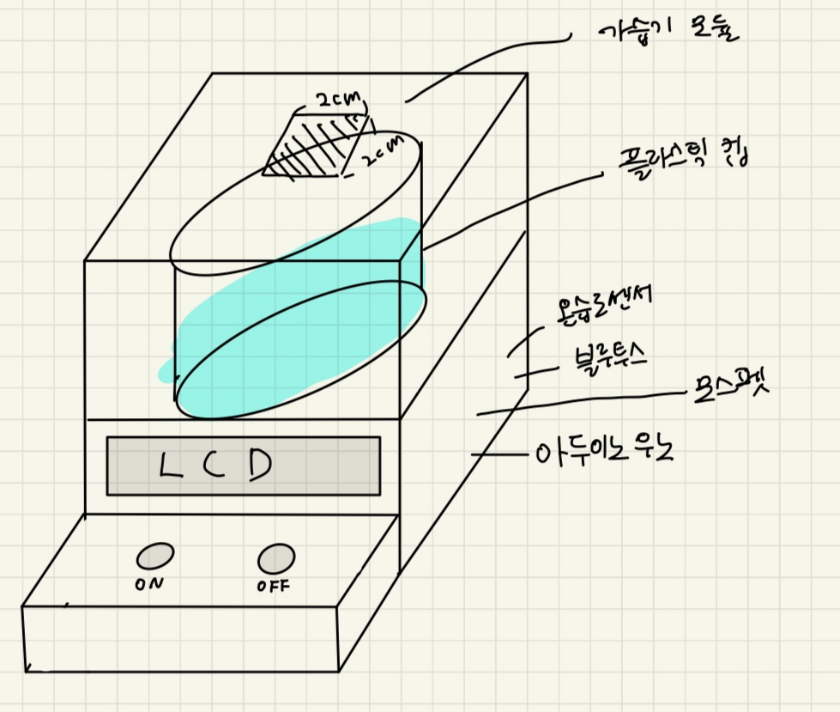 가습기 모듈
2cm
2cm
플라스틱 컵
온습도센서
블루투스
모스펫
아두이노 우노
LCD
ON
OFF